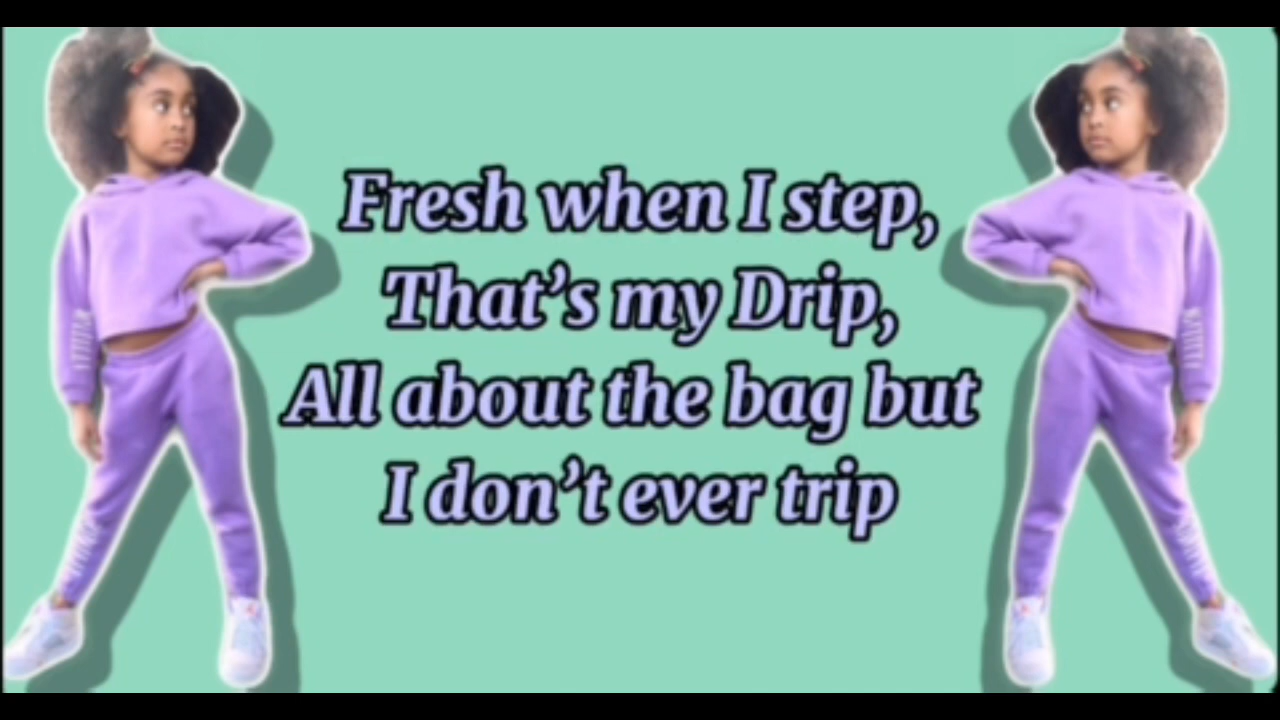 Fresh when I step,
That’s my Drip,
All about the bag but
I don’t ever trip